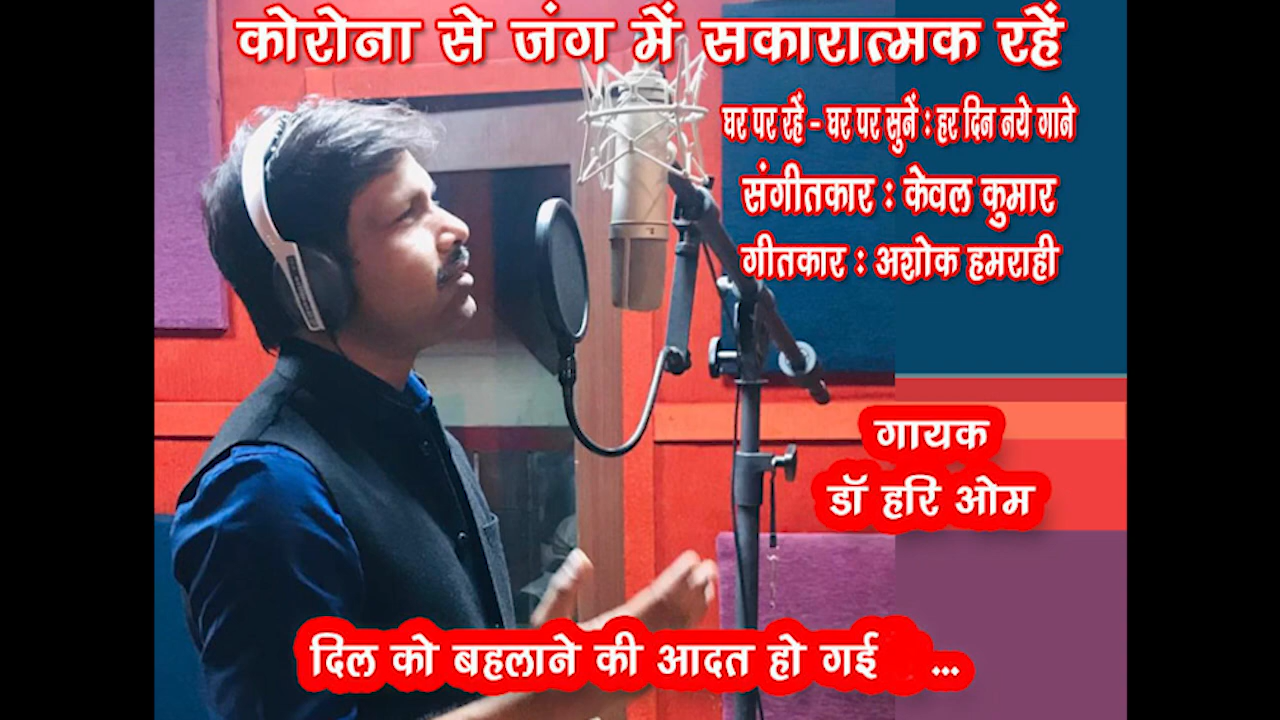 कोरोना से जंग में सकारात्मक रहें
घर पर रहें - घर पर सुनें : हर दिन नये गाने
संगीतकार : केवल कुमार
गीतकार : अशोक हमराही
गायक
डॉ हरि ओम
दिल को बहलाने की आदत हो गई ...